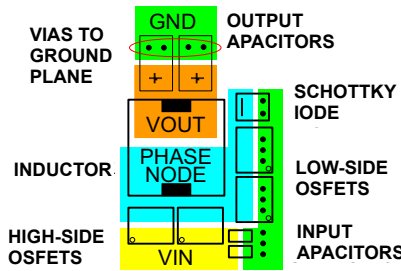 GND
OUTPUT
APACITORS
VIAS TO
GROUND
PLANE
+ +
VOUT
SCHOTTKY
IODE
PHASE
NODE
INDUCTOR
LOW-SIDE
OSFETS
HIGH-SIDE
OSFETS
VIN
INPUT
APACITORS